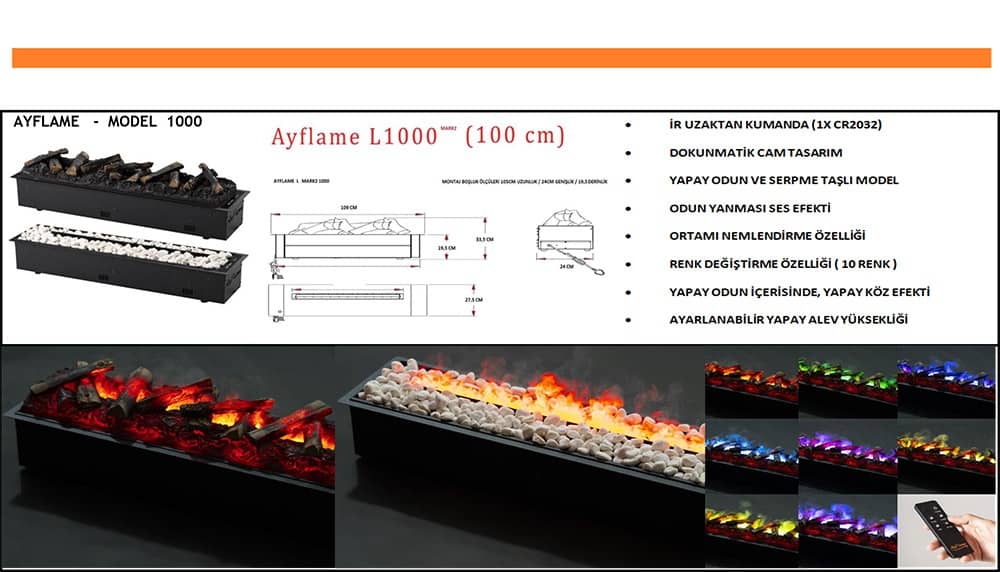 AYFLAME - MODEL 1000
Ayflame L1000 MARK2 (100 cm)
AYFLAME L MARK2 1000
MONTAJ BOŞLUK ÖLÇÜLERİ 105CM UZUNLUK / 24CM GENİŞLİK / 19,5 DERİNLİK
109 CM
19,5 CM
33,5 CM
24 CM
27,5 CM
• İR UZAKTAN KUMANDA (1X CR2032)
• DOKUNMATİK CAM TASARIM
• YAPAY ODUN VE SERPME TAŞLI MODEL
• ODUN YANMASI SES EFEKTİ
• ORTAMI NEMLENDİRME ÖZELLİĞİ
• RENK DEĞİŞTİRME ÖZELLİĞİ ( 10 RENK )
• YAPAY ODUN İÇERİSİNDE, YAPAY KÖZ EFEKTİ
• AYARLANABİLİR YAPAY ALEV YÜKSEKLİĞİ